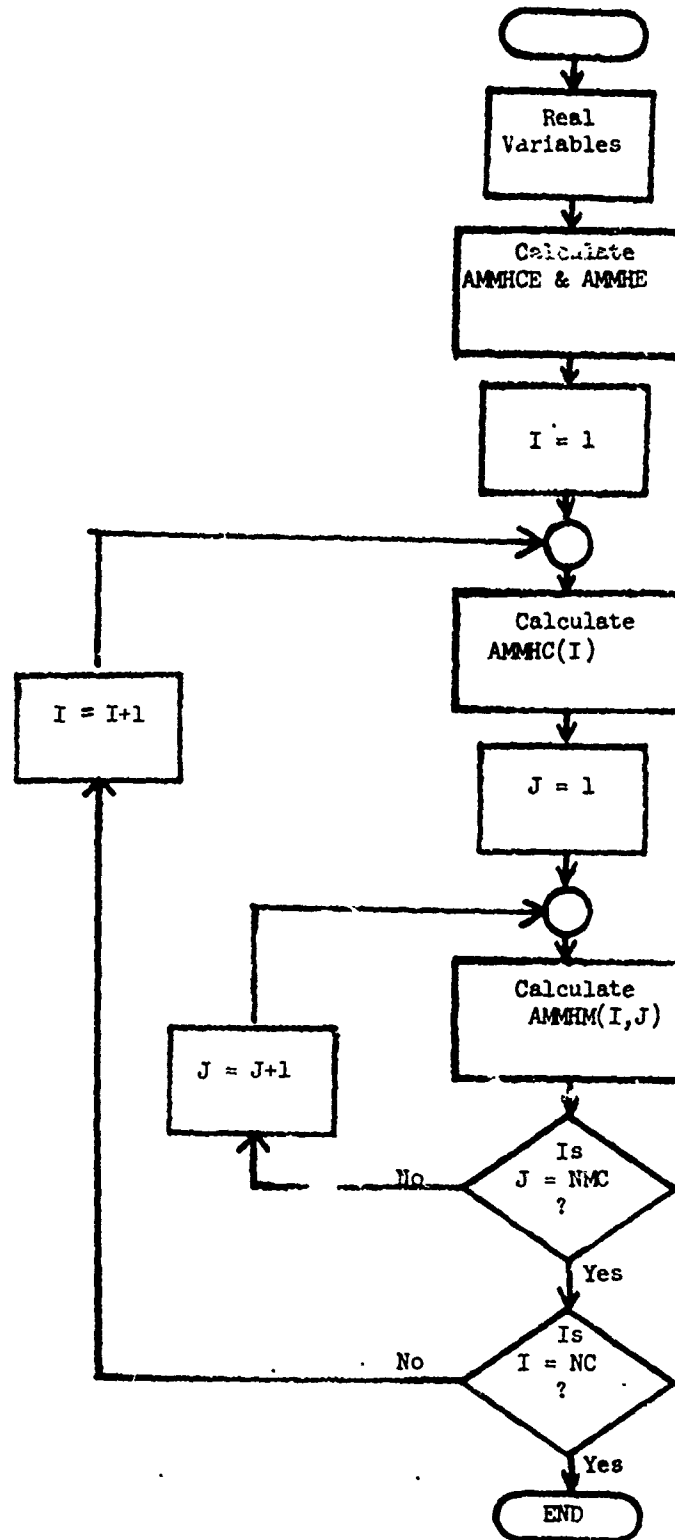 Real
Variables
Calculate
AMMHCE & AMMHE
I = 1
Calculate
AMMHC(I)
I = I+1
J = 1
Calculate
AMMHM(I,J)
J = J+1
Is
J = NMC
?
No
Yes
Is
I = NC
?
No
Yes
END